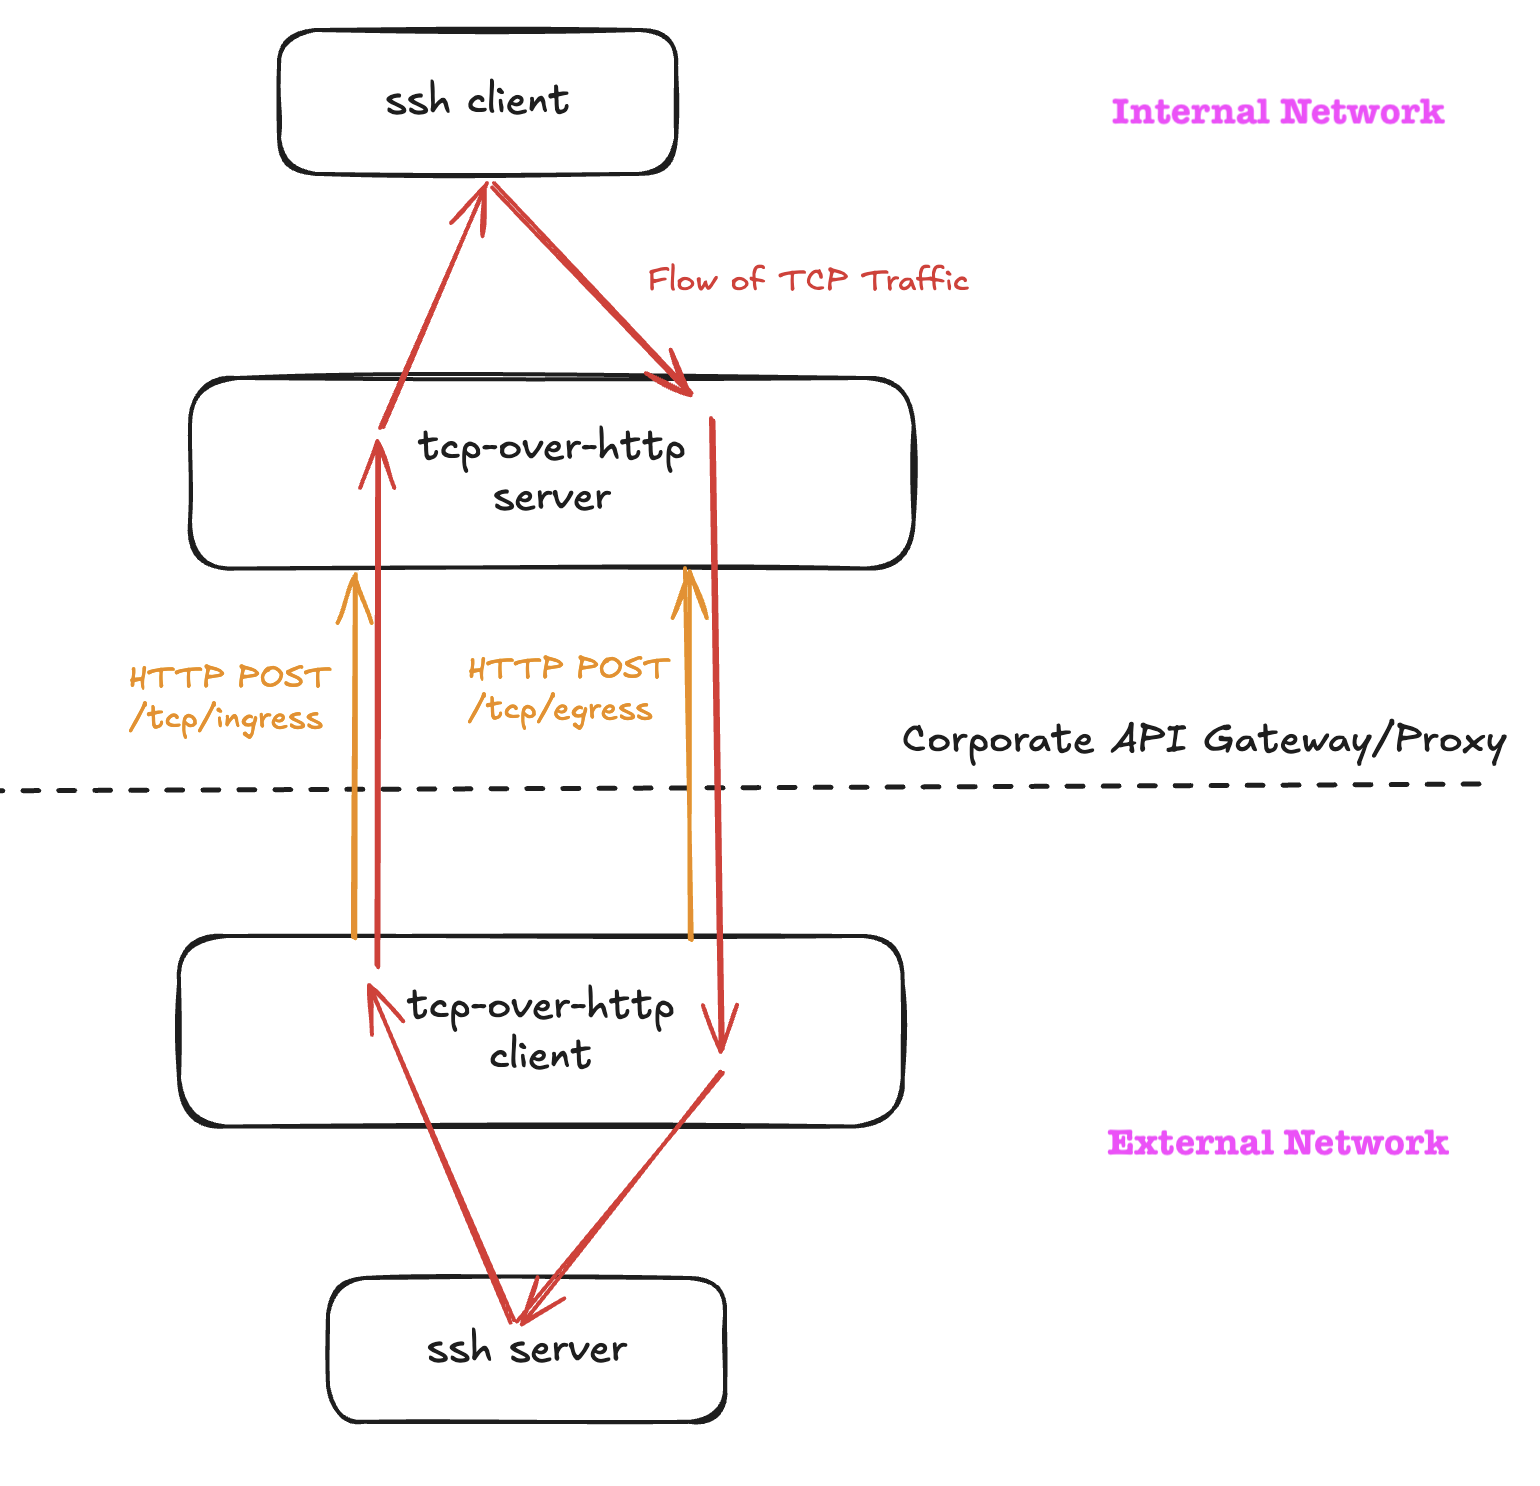 ssh client
Internal Network
Flow of TCP Traffic
tcp-over-http
server
HTTP POST
/tcp/ingress
HTTP POST
/tcp/egress
Corporate API Gateway/Proxy
tcp-over-http
client
External Network
ssh server